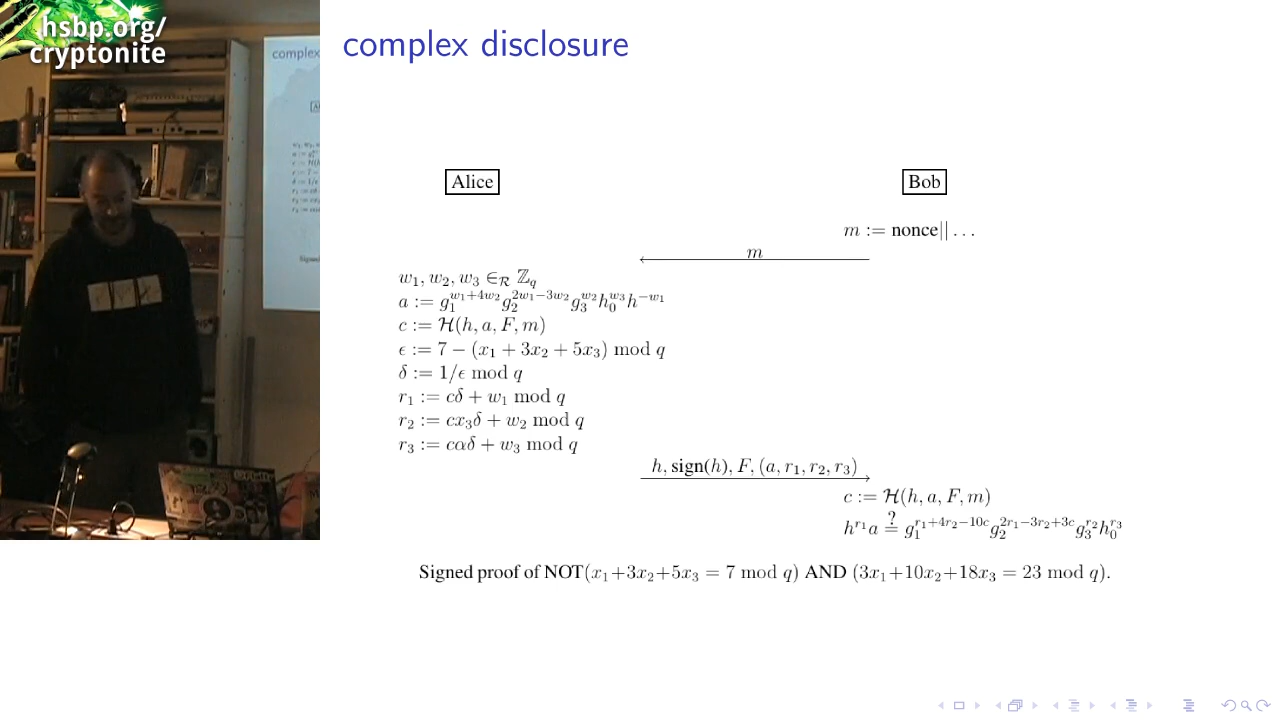 hsbp.org/
cryptonite
complex disclosure
complex
Alice
Bob
m := nonce|| . . .
m
w₁, w₂, w₃ ∈_ℛ ℤ_q
a := g₁^{w₁+4w₂} g₂^{2w₁−3w₂} g₃^{w₂} h₀^{w₃} h^{−w₁}
c := ℋ(h, a, F, m)
ϵ := 7 − (x₁ + 3x₂ + 5x₃) mod q
δ := 1/ϵ mod q
r₁ := cδ + w₁ mod q
r₂ := cx₃δ + w₂ mod q
r₃ := cαδ + w₃ mod q
h, sign(h), F, (a, r₁, r₂, r₃)
c := ℋ(h, a, F, m)
h^{r₁} a ≟ g₁^{r₁+4r₂−10c} g₂^{2r₁−3r₂+3c} g₃^{r₂} h₀^{r₃}
Signed proof of NOT(x₁+3x₂+5x₃ = 7 mod q) AND (3x₁+10x₂+18x₃ = 23 mod q).